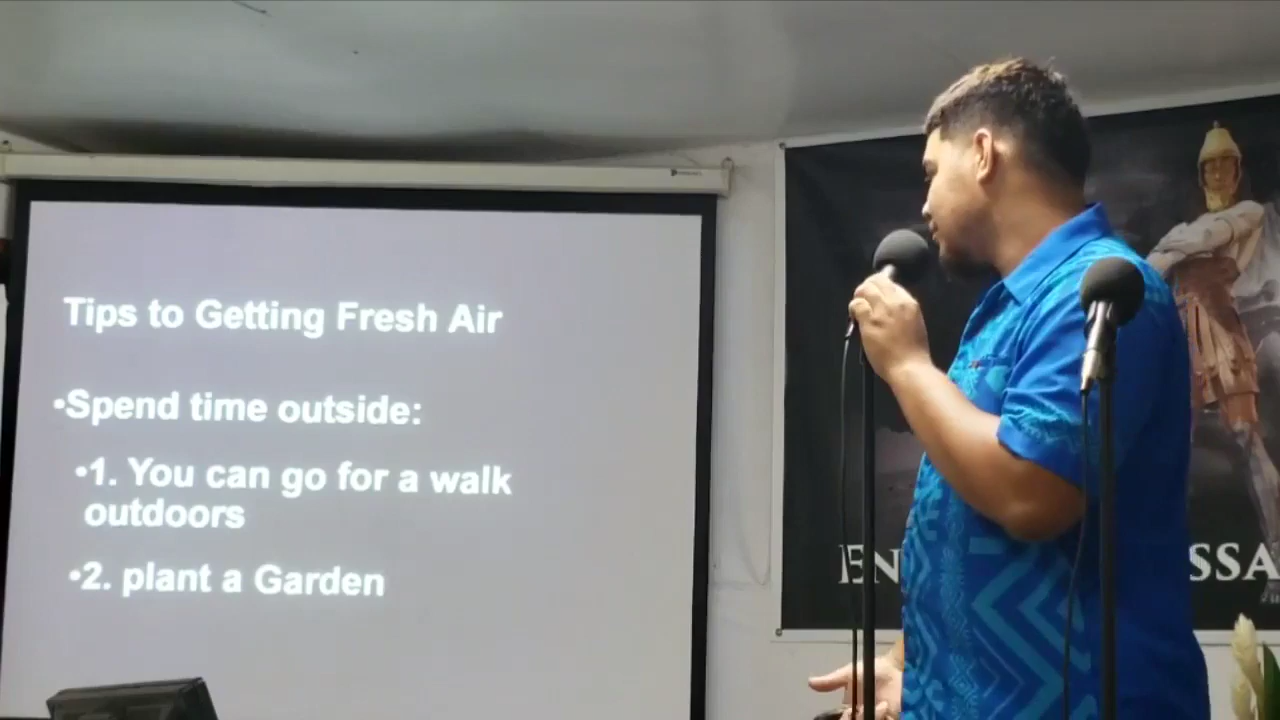 Tips to Getting Fresh Air
•Spend time outside:
•1. You can go for a walk
outdoors
•2. plant a Garden